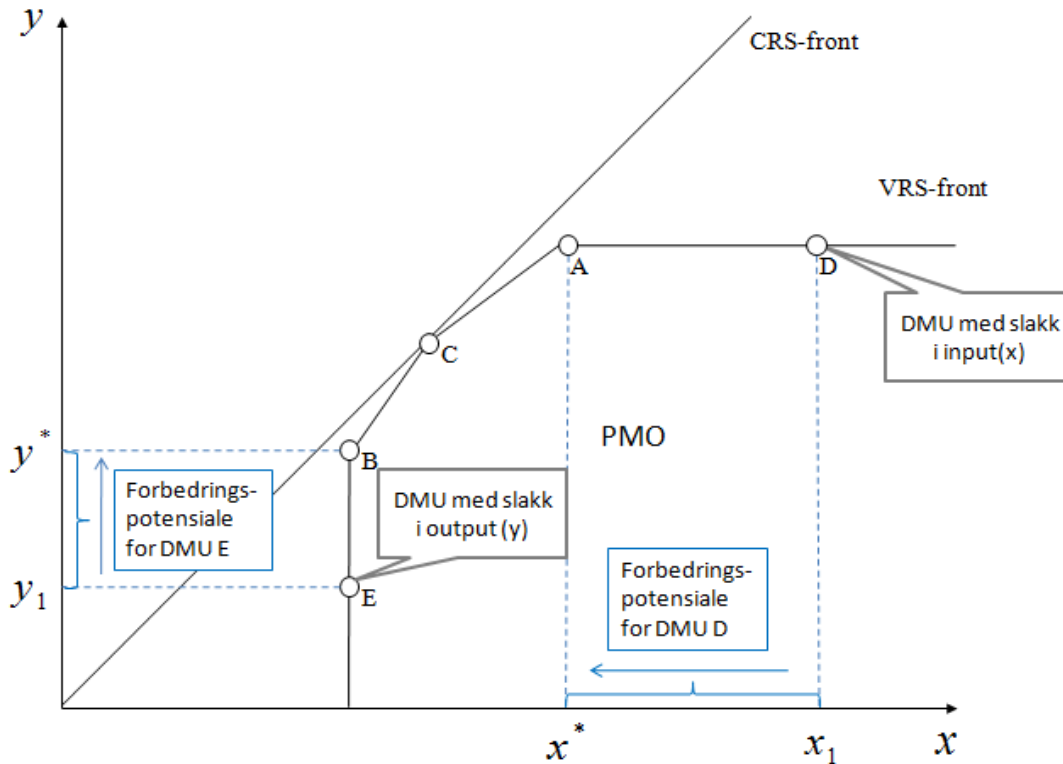 y
CRS-front
VRS-front
A
D
DMU med slakk
i input(x)
C
PMO
y*
B
Forbedrings-
potensiale
for DMU E
DMU med slakk
i output (y)
y₁
E
Forbedrings-
potensiale
for DMU D
x*
x₁
x